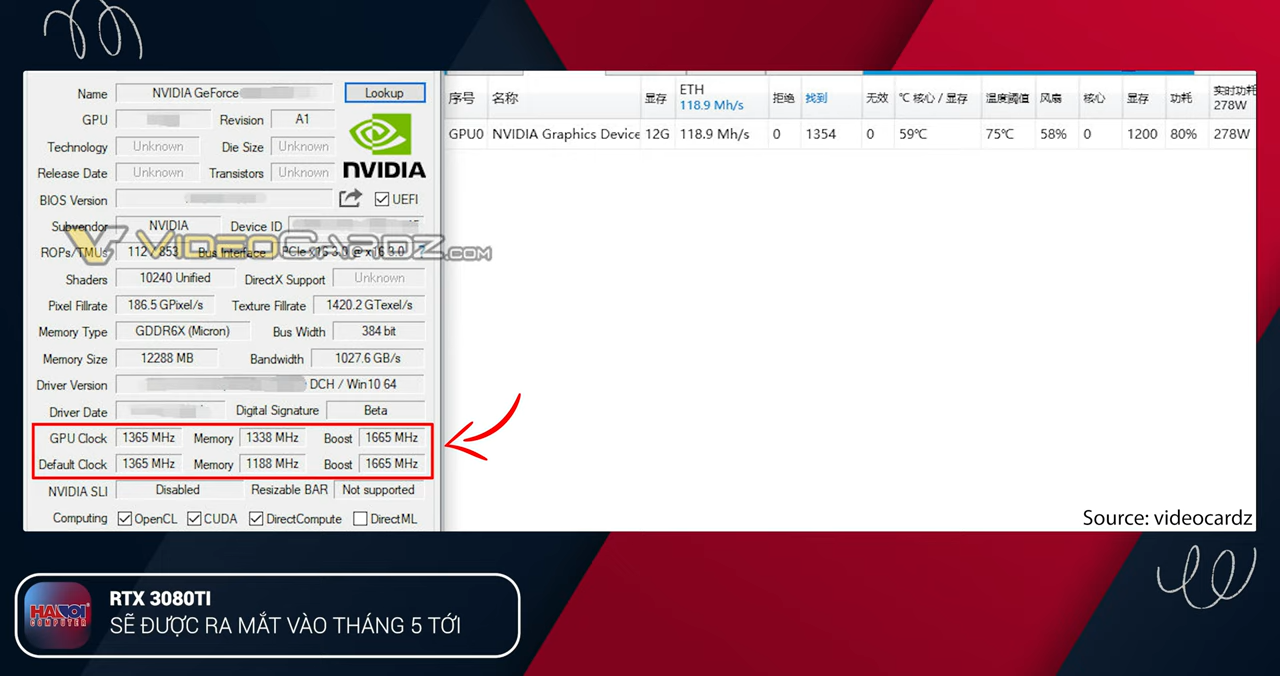 Name NVIDIA GeForce Lookup
GPU Revision A1
Technology Unknown Die Size Unknown
Release Date Unknown Transistors Unknown
NVIDIA
BIOS Version UEFI
Subvendor NVIDIA Device ID
VIDEOCARDZ.COM
ROPs/TMUs 112 / 853 Bus Interface PCIe x16 3.0 @ x16 3.0 ?
Shaders 10240 Unified DirectX Support Unknown
Pixel Fillrate 186.5 GPixel/s Texture Fillrate 1420.2 GTexel/s
Memory Type GDDR6X (Micron) Bus Width 384 bit
Memory Size 12288 MB Bandwidth 1027.6 GB/s
Driver Version DCH / Win10 64
Driver Date Digital Signature Beta
GPU Clock 1365 MHz Memory 1338 MHz Boost 1665 MHz
Default Clock 1365 MHz Memory 1188 MHz Boost 1665 MHz
NVIDIA SLI Disabled Resizable BAR Not supported
Computing OpenCL CUDA DirectCompute DirectML
序号 名称 显存 ETH 118.9 Mh/s 拒绝 找到 无效 ℃ 核心 / 显存 温度阈值 风扇 核心 显存 功耗 实时功耗 278W
GPU0 NVIDIA Graphics Device 12G 118.9 Mh/s 0 1354 0 59℃ 75℃ 58% 0 1200 80% 278W
Source: videocardz
HANOI
COMPUTER
RTX 3080TI
SẼ ĐƯỢC RA MẮT VÀO THÁNG 5 TỚI